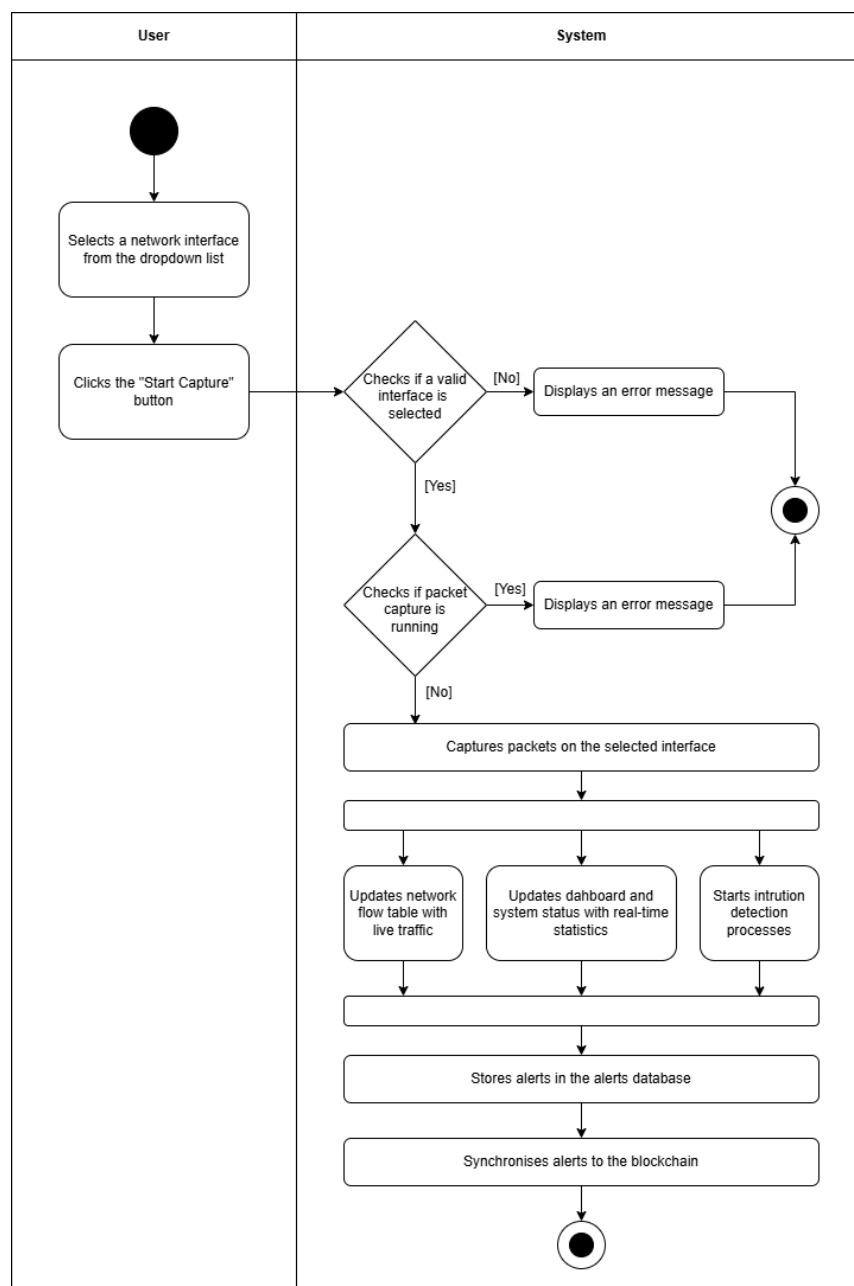 User
System
Selects a network interface
from the dropdown list
Clicks the "Start Capture"
button
Checks if a valid
interface is
selected
[No]
Displays an error message
[Yes]
Checks if packet
capture is
running
[Yes]
Displays an error message
[No]
Captures packets on the selected interface
Updates network
flow table with
live traffic
Updates dahboard and
system status with real-time
statistics
Starts intrution
detection
processes
Stores alerts in the alerts database
Synchronises alerts to the blockchain